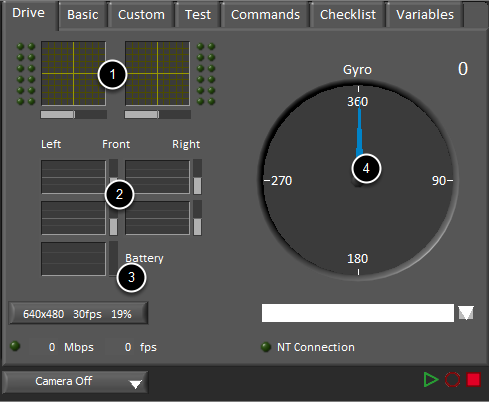 Drive Basic Custom Test Commands Checklist Variables
Gyro 0
1
360
Left Front Right
2
4
270 90
Battery
3
180
640x480 30fps 19%
0 Mbps 0 fps
NT Connection
Camera Off